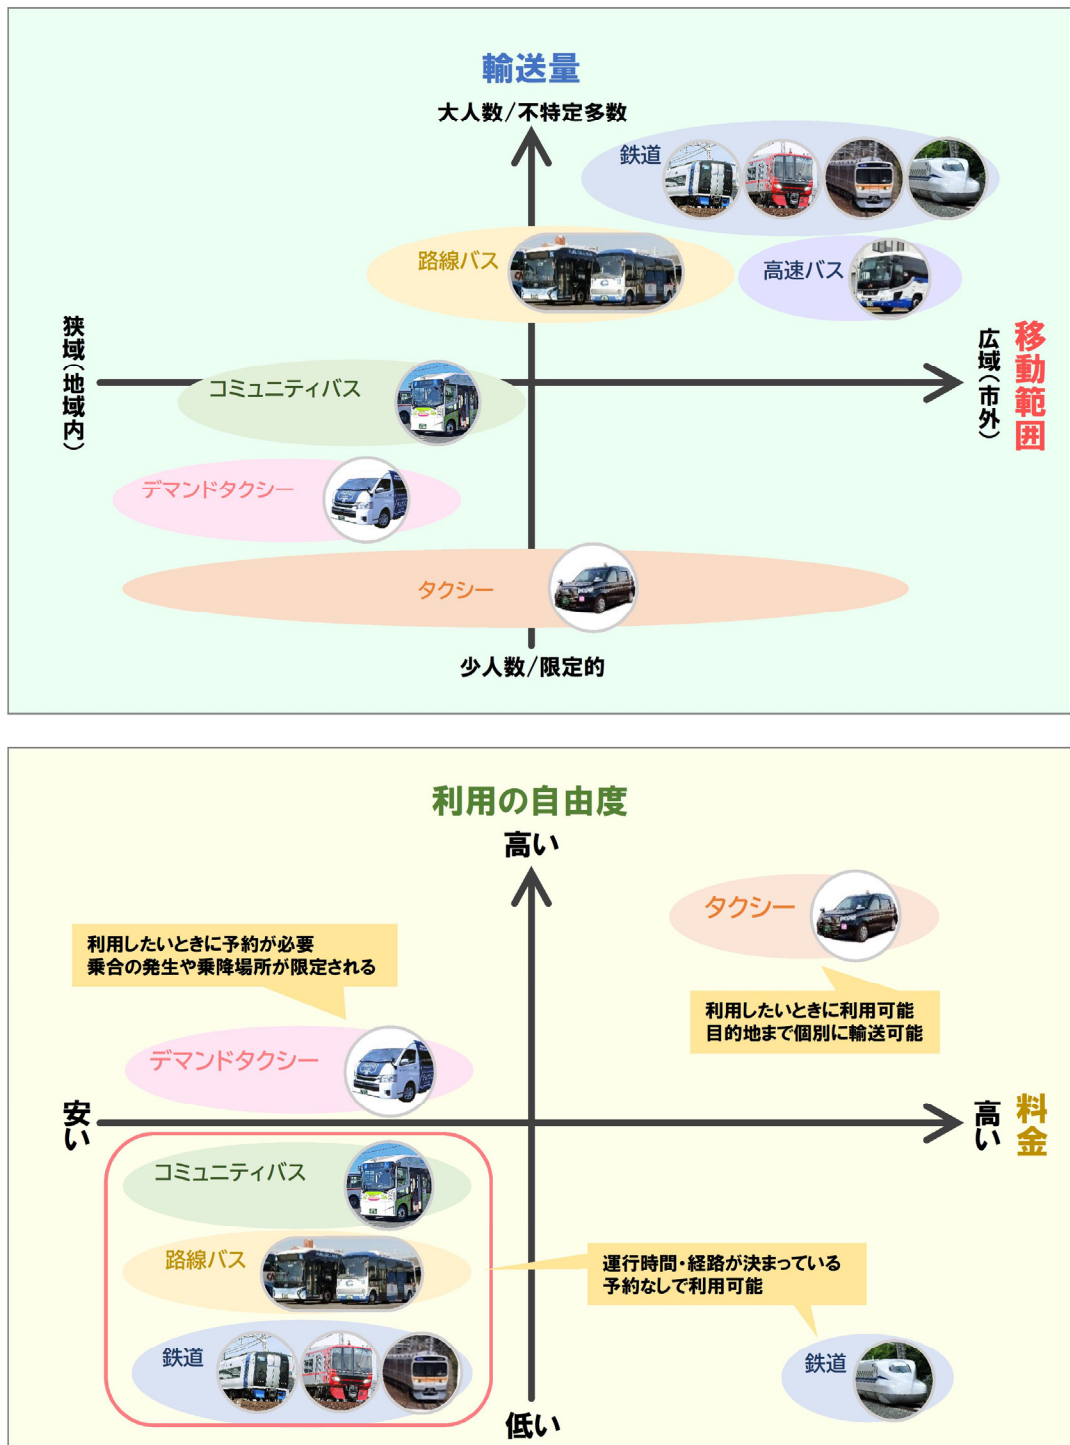 輸送量
大人数/不特定多数
鉄道
路線バス
高速バス
狭域(地域内)
広域(市外)
移動範囲
コミュニティバス
デマンドタクシー
タクシー
少人数/限定的
利用の自由度
高い
タクシー
利用したいときに予約が必要
乗合の発生や乗降場所が限定される
利用したいときに利用可能
目的地まで個別に輸送可能
デマンドタクシー
安い
高い
料金
コミュニティバス
路線バス
運行時間・経路が決まっている
予約なしで利用可能
鉄道
鉄道
低い